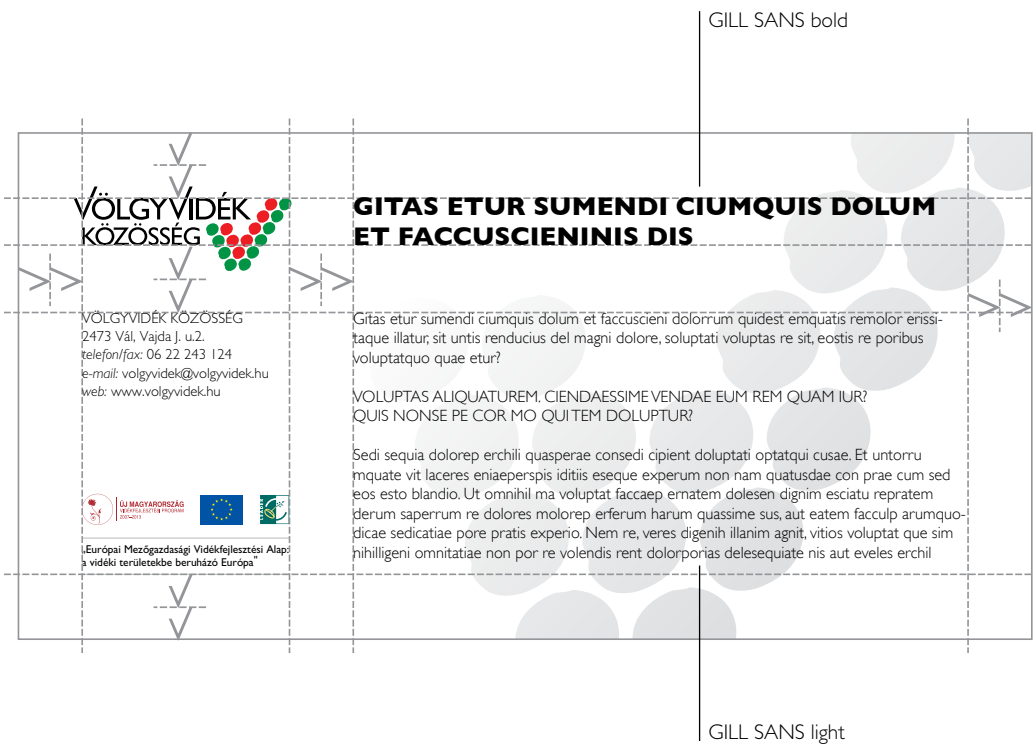 GILL SANS bold
VÖLGYVIDÉK
KÖZÖSSÉG
GITAS ETUR SUMENDI CIUMQUIS DOLUM
ET FACCUSCIENINIS DIS
VÖLGYVIDÉK KÖZÖSSÉG
2473 Vál, Vajda J. u.2.
telefon/fax: 06 22 243 124
e-mail: volgyvidek@volgyvidek.hu
web: www.volgyvidek.hu
Gitas etur sumendi ciumquis dolum et faccuscieni dolorrum quidest emquatis remolor erissi-
taque illatur, sit untis renducius del magni dolore, soluptati voluptas re sit, eostis re poribus
voluptatquo quae etur?
VOLUPTAS ALIQUATUREM. CIENDAESSIME VENDAE EUM REM QUAM IUR?
QUIS NONSE PE COR MO QUI TEM DOLUPTUR?
Sedi sequia dolorep erchili quasperae consedi cipient doluptati optatqui cusae. Et untorru
mquate vit laceres eniaeperspis iditiis eseque experum non nam quatusdae con prae cum sed
eos esto blandio. Ut omnihil ma voluptat faccaep ernatem dolesen dignim esciatu repratem
derum saperrum re dolores molorep erferum harum quassime sus, aut eatem facculp arumquo-
dicae sedicatiae pore pratis experio. Nem re, veres digenih illanim agnit, vitios voluptat que sim
nihilligeni omnitatiae non por re volendis rent dolorporias delesequiate nis aut eveles erchil
ÚJ MAGYARORSZÁG
VIDÉKFEJLESZTÉSI PROGRAM
2007–2013
LEADER
„Európai Mezőgazdasági Vidékfejlesztési Alap:
a vidéki területekbe beruházó Európa”
GILL SANS light